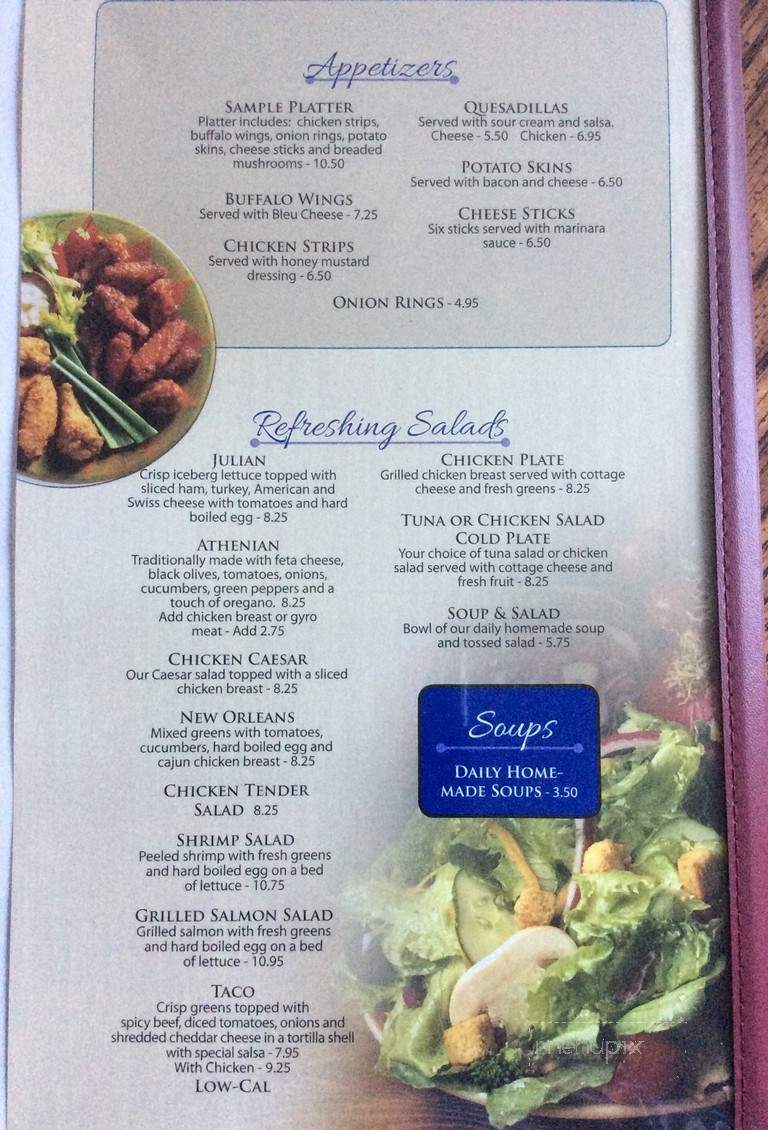 Appetizers
SAMPLE PLATTER
Platter includes: chicken strips,
buffalo wings, onion rings, potato
skins, cheese sticks and breaded
mushrooms - 10.50
BUFFALO WINGS
Served with Bleu Cheese - 7.25
CHICKEN STRIPS
Served with honey mustard
dressing - 6.50
QUESADILLAS
Served with sour cream and salsa.
Cheese - 5.50 Chicken - 6.95
POTATO SKINS
Served with bacon and cheese - 6.50
CHEESE STICKS
Six sticks served with marinara
sauce - 6.50
ONION RINGS - 4.95
Refreshing Salads
JULIAN
Crisp iceberg lettuce topped with
sliced ham, turkey, American and
Swiss cheese with tomatoes and hard
boiled egg - 8.25
ATHENIAN
Traditionally made with feta cheese,
black olives, tomatoes, onions,
cucumbers, green peppers and a
touch of oregano. 8.25
Add chicken breast or gyro
meat - Add 2.75
CHICKEN CAESAR
Our Caesar salad topped with a sliced
chicken breast - 8.25
NEW ORLEANS
Mixed greens with tomatoes,
cucumbers, hard boiled egg and
cajun chicken breast - 8.25
CHICKEN TENDER
SALAD 8.25
SHRIMP SALAD
Peeled shrimp with fresh greens
and hard boiled egg on a bed
of lettuce - 10.75
GRILLED SALMON SALAD
Grilled salmon with fresh greens
and hard boiled egg on a bed
of lettuce - 10.95
TACO
Crisp greens topped with
spicy beef, diced tomatoes, onions and
shredded cheddar cheese in a tortilla shell
with special salsa - 7.95
With Chicken - 9.25
LOW-CAL
CHICKEN PLATE
Grilled chicken breast served with cottage
cheese and fresh greens - 8.25
TUNA OR CHICKEN SALAD
COLD PLATE
Your choice of tuna salad or chicken
salad served with cottage cheese and
fresh fruit - 8.25
SOUP & SALAD
Bowl of our daily homemade soup
and tossed salad - 5.75
Soups
DAILY HOME-
MADE SOUPS - 3.50
menupix